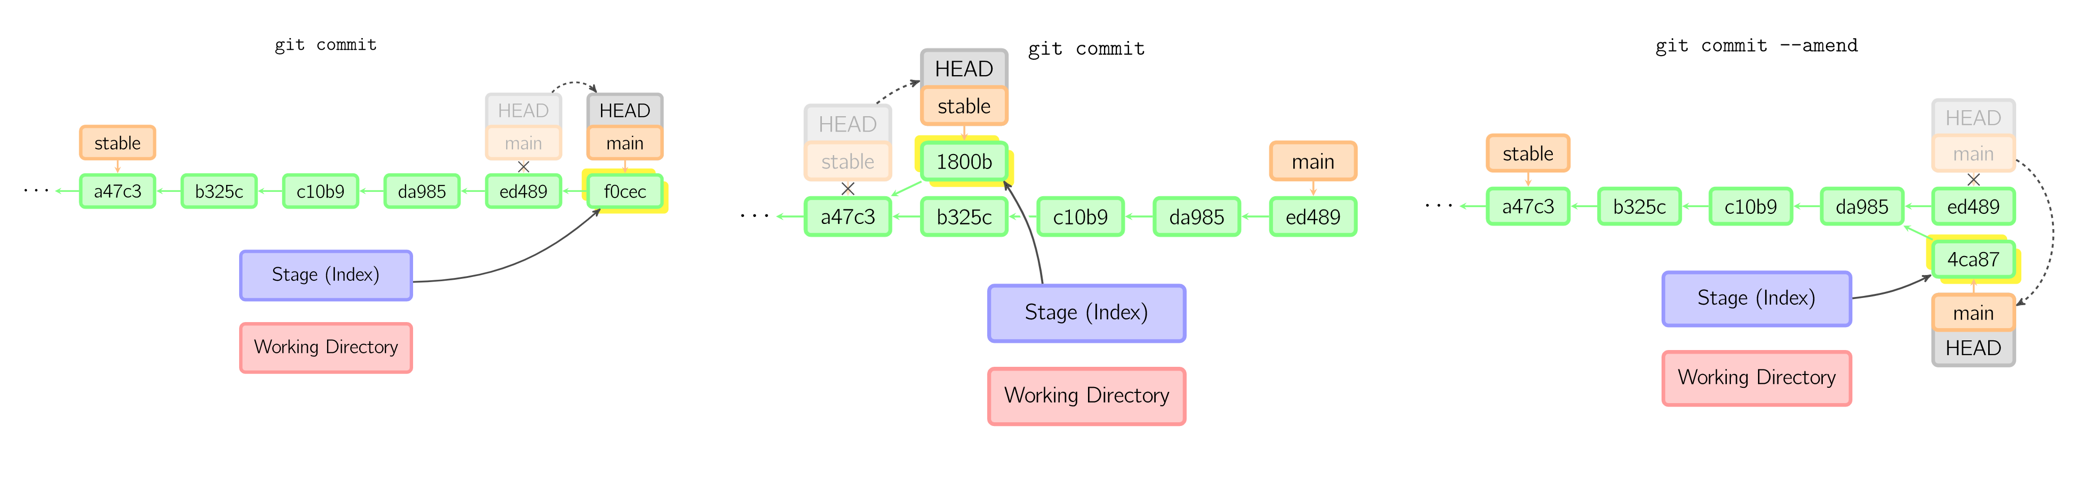 git commit
HEAD
HEAD
stable
main
main
...
a47c3
b325c
c10b9
da985
ed489
f0cec
Stage (Index)
Working Directory
git commit
HEAD
stable
HEAD
stable
1800b
main
...
a47c3
b325c
c10b9
da985
ed489
Stage (Index)
Working Directory
git commit --amend
HEAD
main
stable
...
a47c3
b325c
c10b9
da985
ed489
4ca87
Stage (Index)
main
HEAD
Working Directory